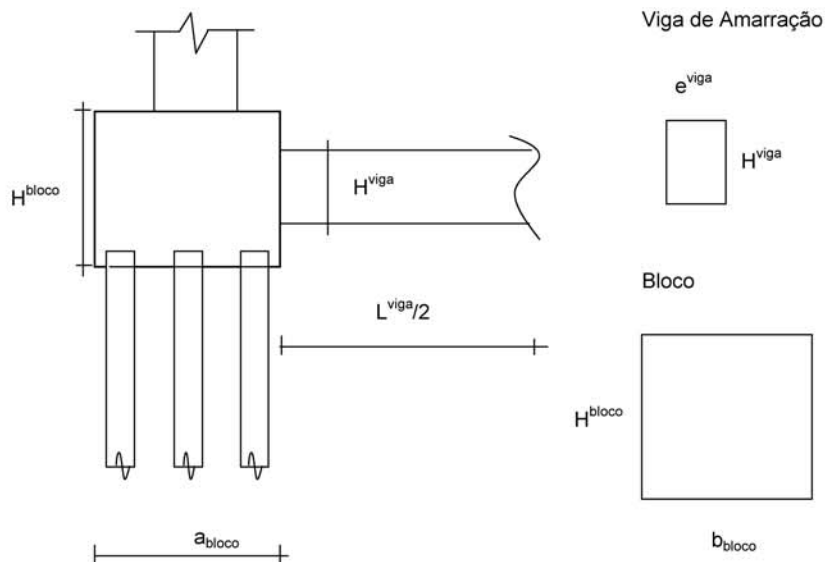 Viga de Amarração
e^viga
H^viga
H^bloco
H^viga
Bloco
L^viga/2
H^bloco
a_bloco
b_bloco